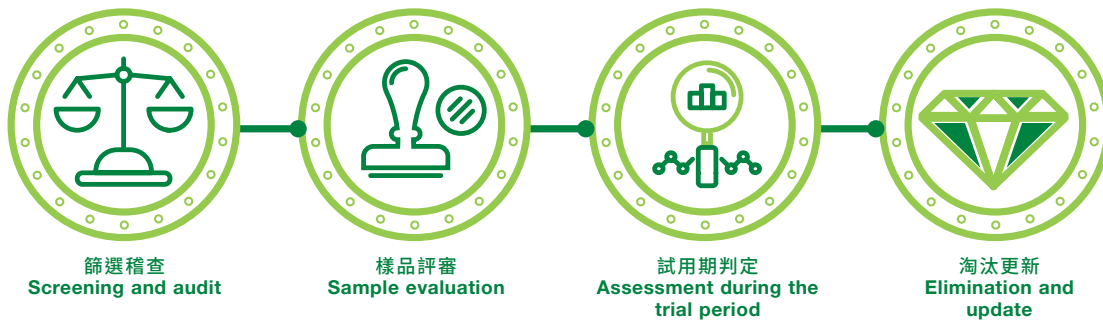 篩選稽查
Screening and audit
樣品評審
Sample evaluation
試用期判定
Assessment during the
trial period
淘汰更新
Elimination and
update